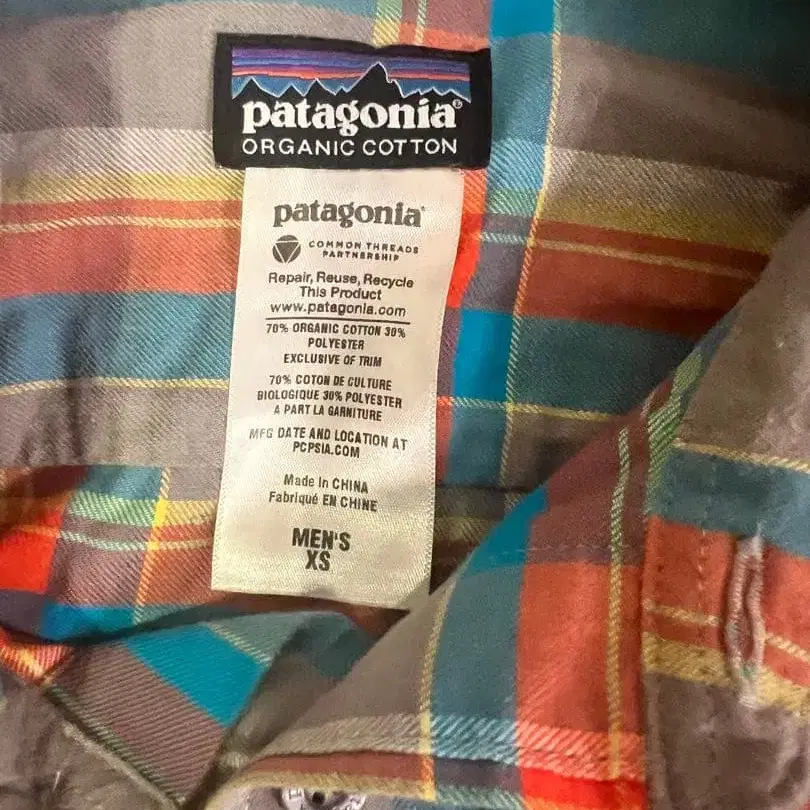 patagonia®
ORGANIC COTTON
patagonia®
COMMON THREADS
PARTNERSHIP
Repair, Reuse, Recycle
This Product
www.patagonia.com
70% ORGANIC COTTON 30%
POLYESTER
EXCLUSIVE OF TRIM
70% COTON DE CULTURE
BIOLOGIQUE 30% POLYESTER
A PART LA GARNITURE
MFG DATE AND LOCATION AT
PCPSIA.COM
Made In CHINA
Fabriqué EN CHINE
MEN'S
XS